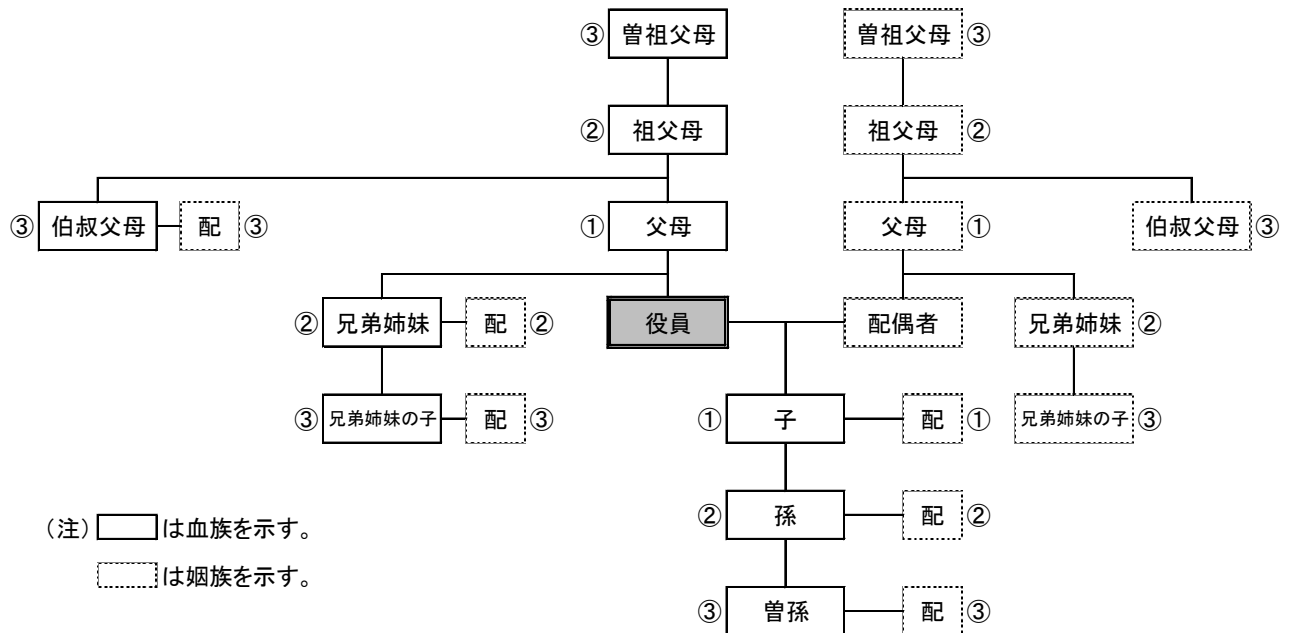 ③ 曽祖父母 曽祖父母 ③
② 祖父母 祖父母 ②
③ 伯叔父母 配 ③ ① 父母 父母 ① 伯叔父母 ③
② 兄弟姉妹 配 ② 役員 配偶者 兄弟姉妹 ②
③ 兄弟姉妹の子 配 ③ ① 子 配 ① 兄弟姉妹の子 ③
② 孫 配 ②
(注) は血族を示す。
は姻族を示す。
③ 曽孫 配 ③